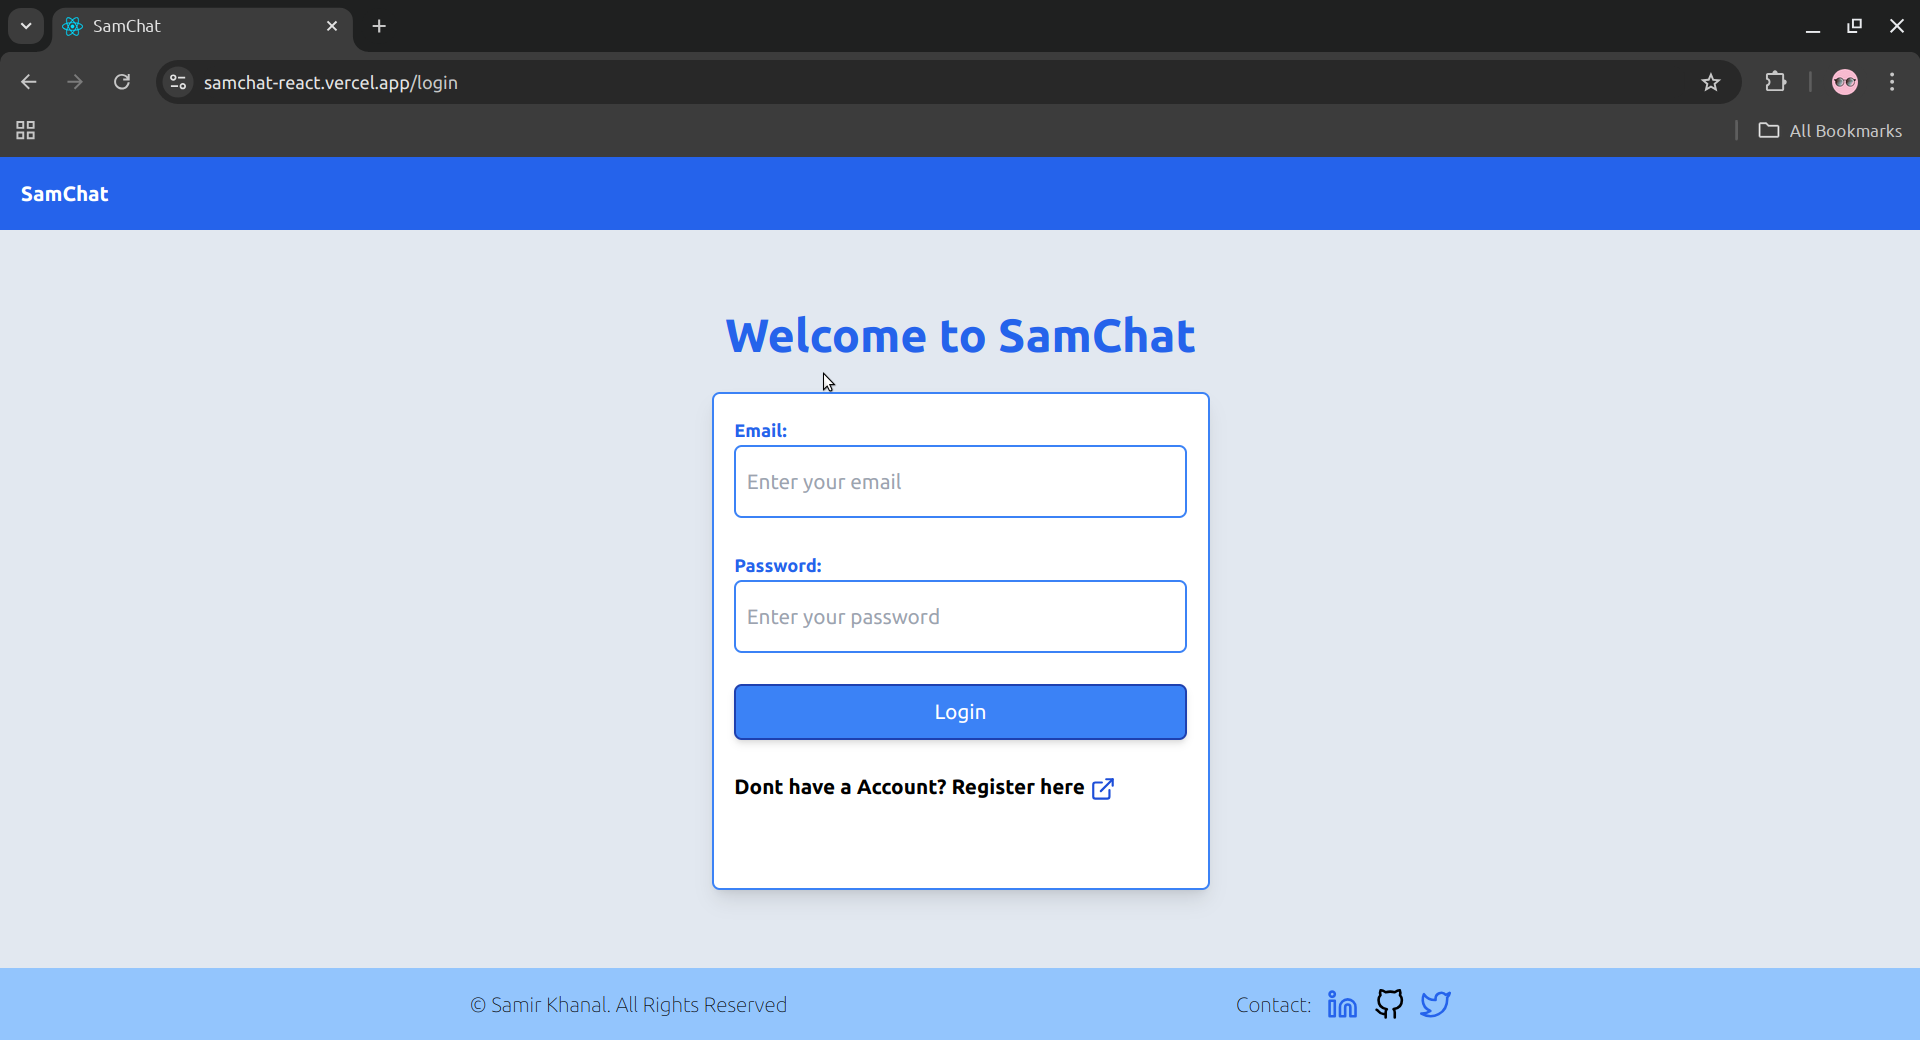 SamChat
samchat-react.vercel.app/login
All Bookmarks
SamChat
Welcome to SamChat
Email:
Enter your email
Password:
Enter your password
Login
Dont have a Account? Register here
© Samir Khanal. All Rights Reserved
Contact: